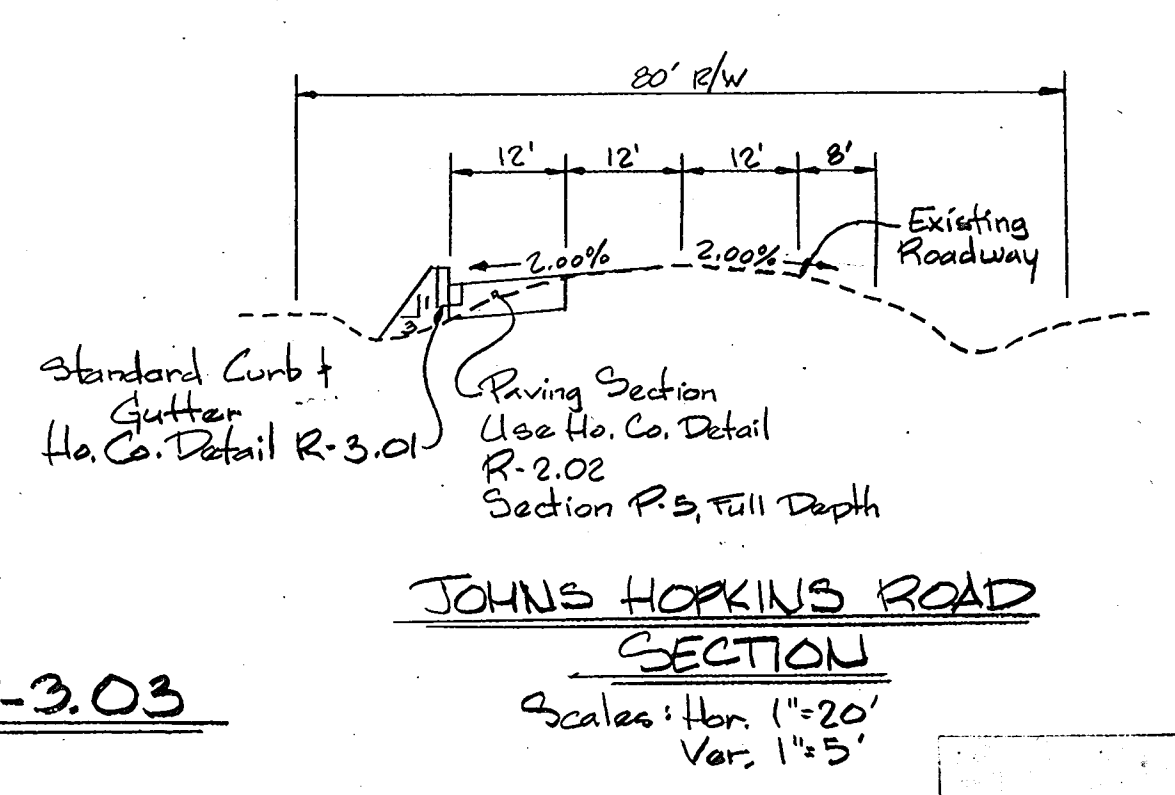 80' R/W
12' 12' 12' 8'
Existing
Roadway
2.00% 2.00%
1
3
Standard Curb &
Gutter
Ho. Co. Detail R-3.01
Paving Section
Use Ho. Co. Detail
R-2.02
Section P-5, Full Depth
JOHNS HOPKINS ROAD
SECTION
Scales: Hor. 1"=20'
Ver. 1"=5'
-3.03